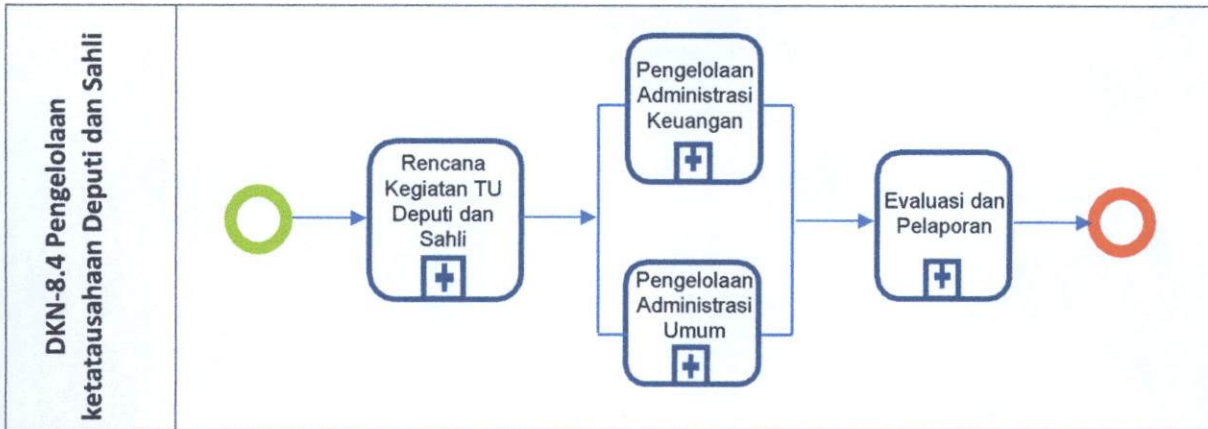 DKN-8.4 Pengelolaan
ketatausahaan Deputi dan Sahli
Rencana
Kegiatan TU
Deputi dan
Sahli
Pengelolaan
Administrasi
Keuangan
Pengelolaan
Administrasi
Umum
Evaluasi dan
Pelaporan